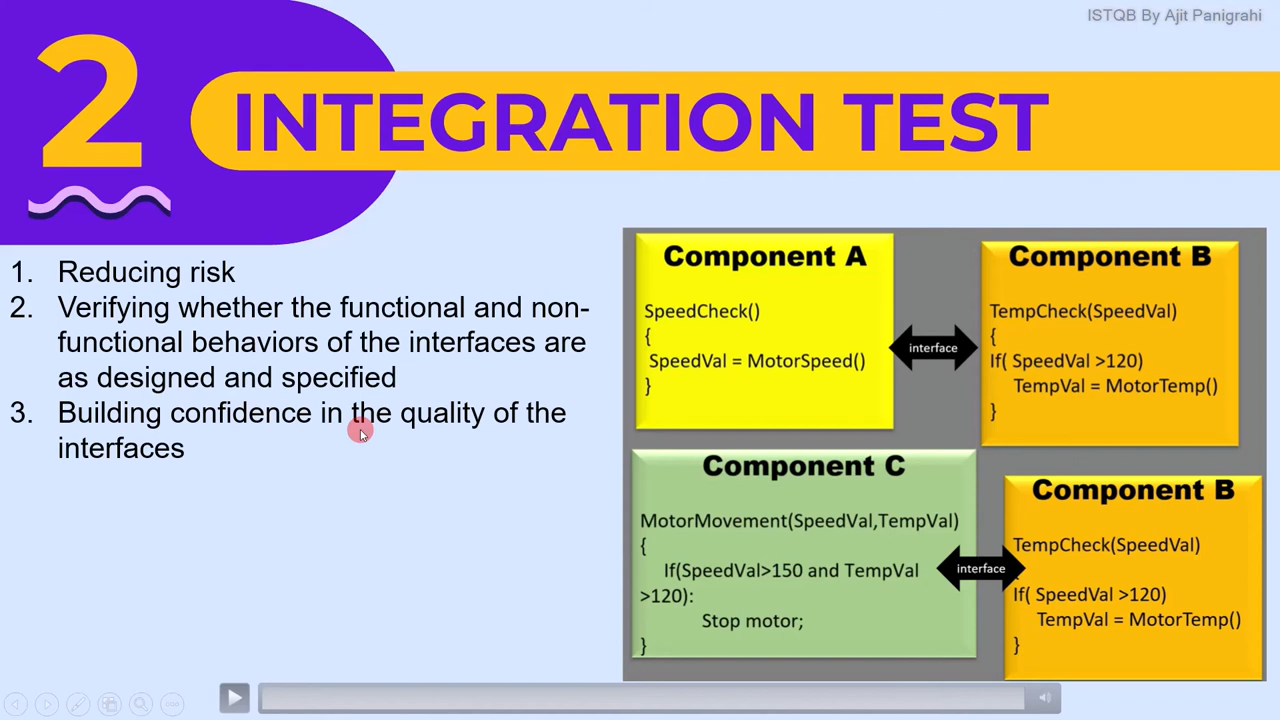 ISTQB By Ajit Panigrahi
2
INTEGRATION TEST
1. Reducing risk
2. Verifying whether the functional and non-
functional behaviors of the interfaces are
as designed and specified
3. Building confidence in the quality of the
interfaces
Component A
SpeedCheck()
{
SpeedVal = MotorSpeed()
}
interface
Component B
TempCheck(SpeedVal)
{
If( SpeedVal >120)
TempVal = MotorTemp()
}
Component C
MotorMovement(SpeedVal,TempVal)
{
If(SpeedVal>150 and TempVal
>120):
Stop motor;
}
interface
Component B
TempCheck(SpeedVal)
If( SpeedVal >120)
TempVal = MotorTemp()
}